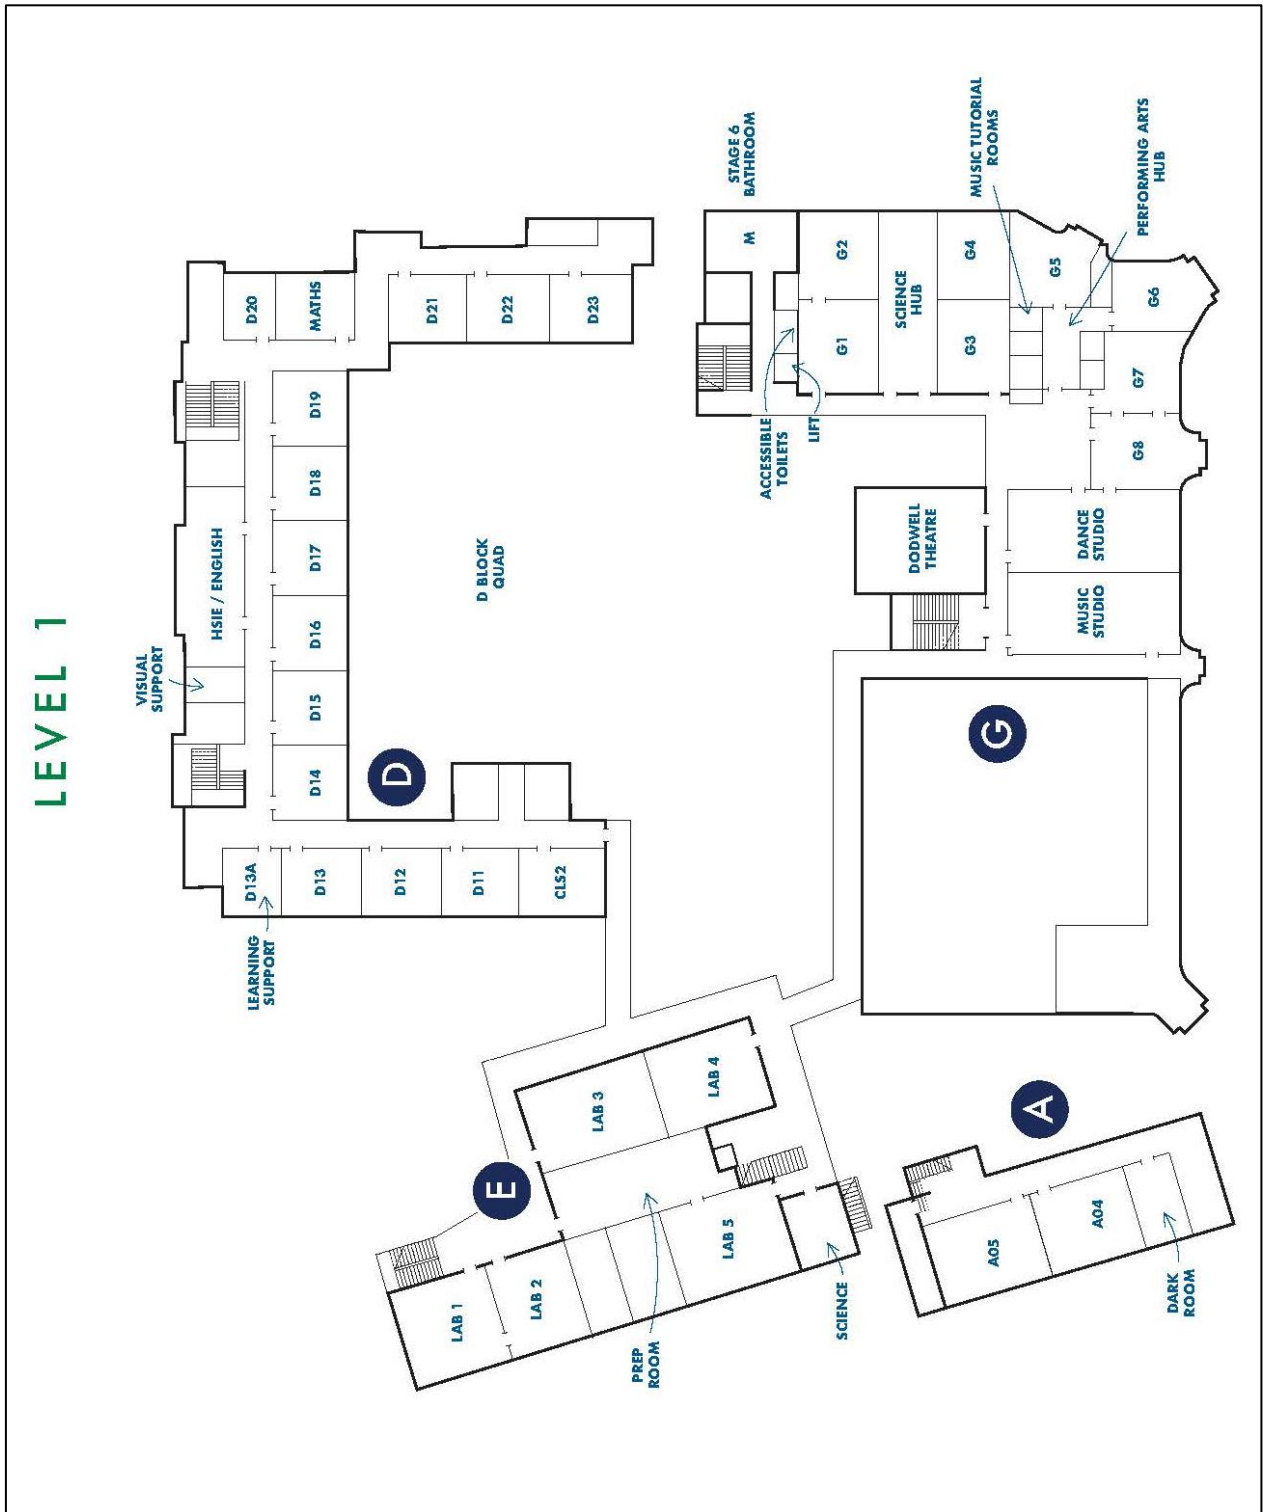 LEVEL 1
LEARNING
SUPPORT
D13A
D13
D12
D11
CLS2
VISUAL
SUPPORT
HSIE / ENGLISH
D14
D15
D16
D17
D18
D19
D20
MATHS
D21
D22
D23
D
D BLOCK
QUAD
E
LAB 1
LAB 2
LAB 3
LAB 4
LAB 5
PREP
ROOM
SCIENCE
STAGE 6
BATHROOM
M
ACCESSIBLE
TOILETS
LIFT
G1
G2
SCIENCE
HUB
G3
G4
MUSIC TUTORIAL
ROOMS
G5
PERFORMING ARTS
HUB
G6
G7
G8
DODWELL
THEATRE
DANCE
STUDIO
MUSIC
STUDIO
G
A
A05
A04
DARK
ROOM